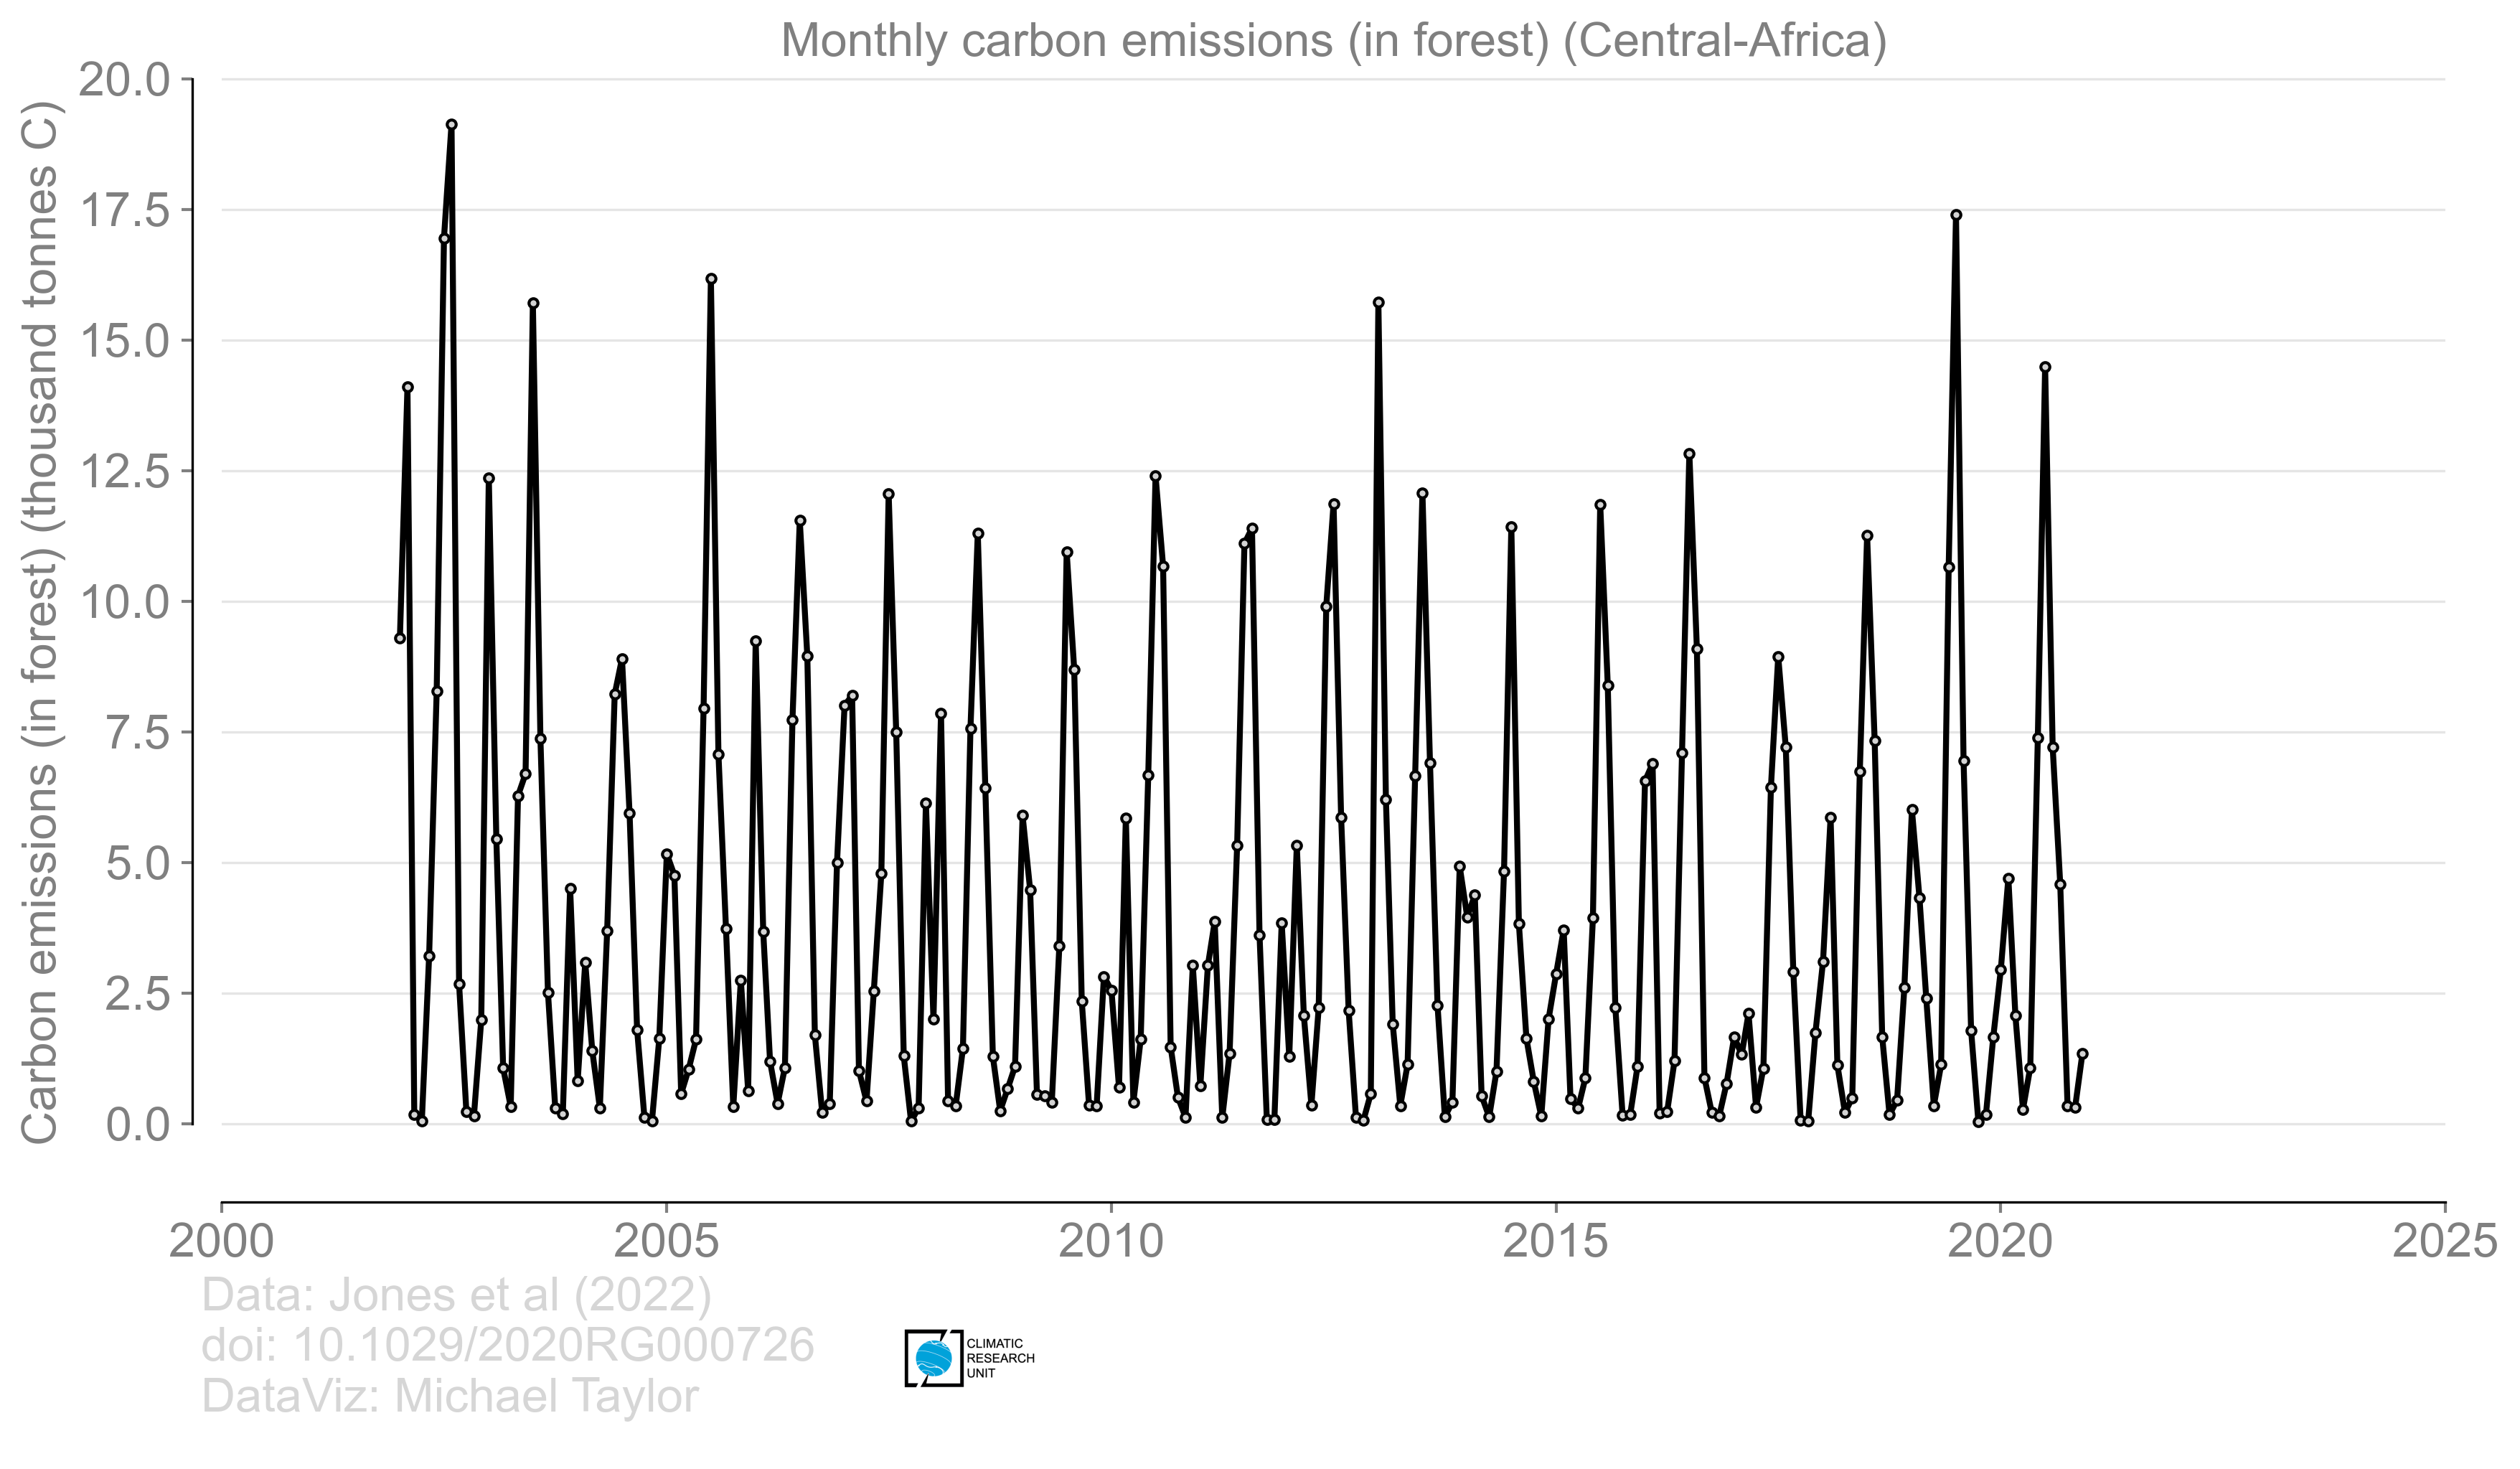 Monthly carbon emissions (in forest) (Central-Africa)
Carbon emissions (in forest) (thousand tonnes C)
20.0
17.5
15.0
12.5
10.0
7.5
5.0
2.5
0.0
2000 2005 2010 2015 2020 2025
Data: Jones et al (2022)
doi: 10.1029/2020RG000726
DataViz: Michael Taylor
CLIMATIC
RESEARCH
UNIT